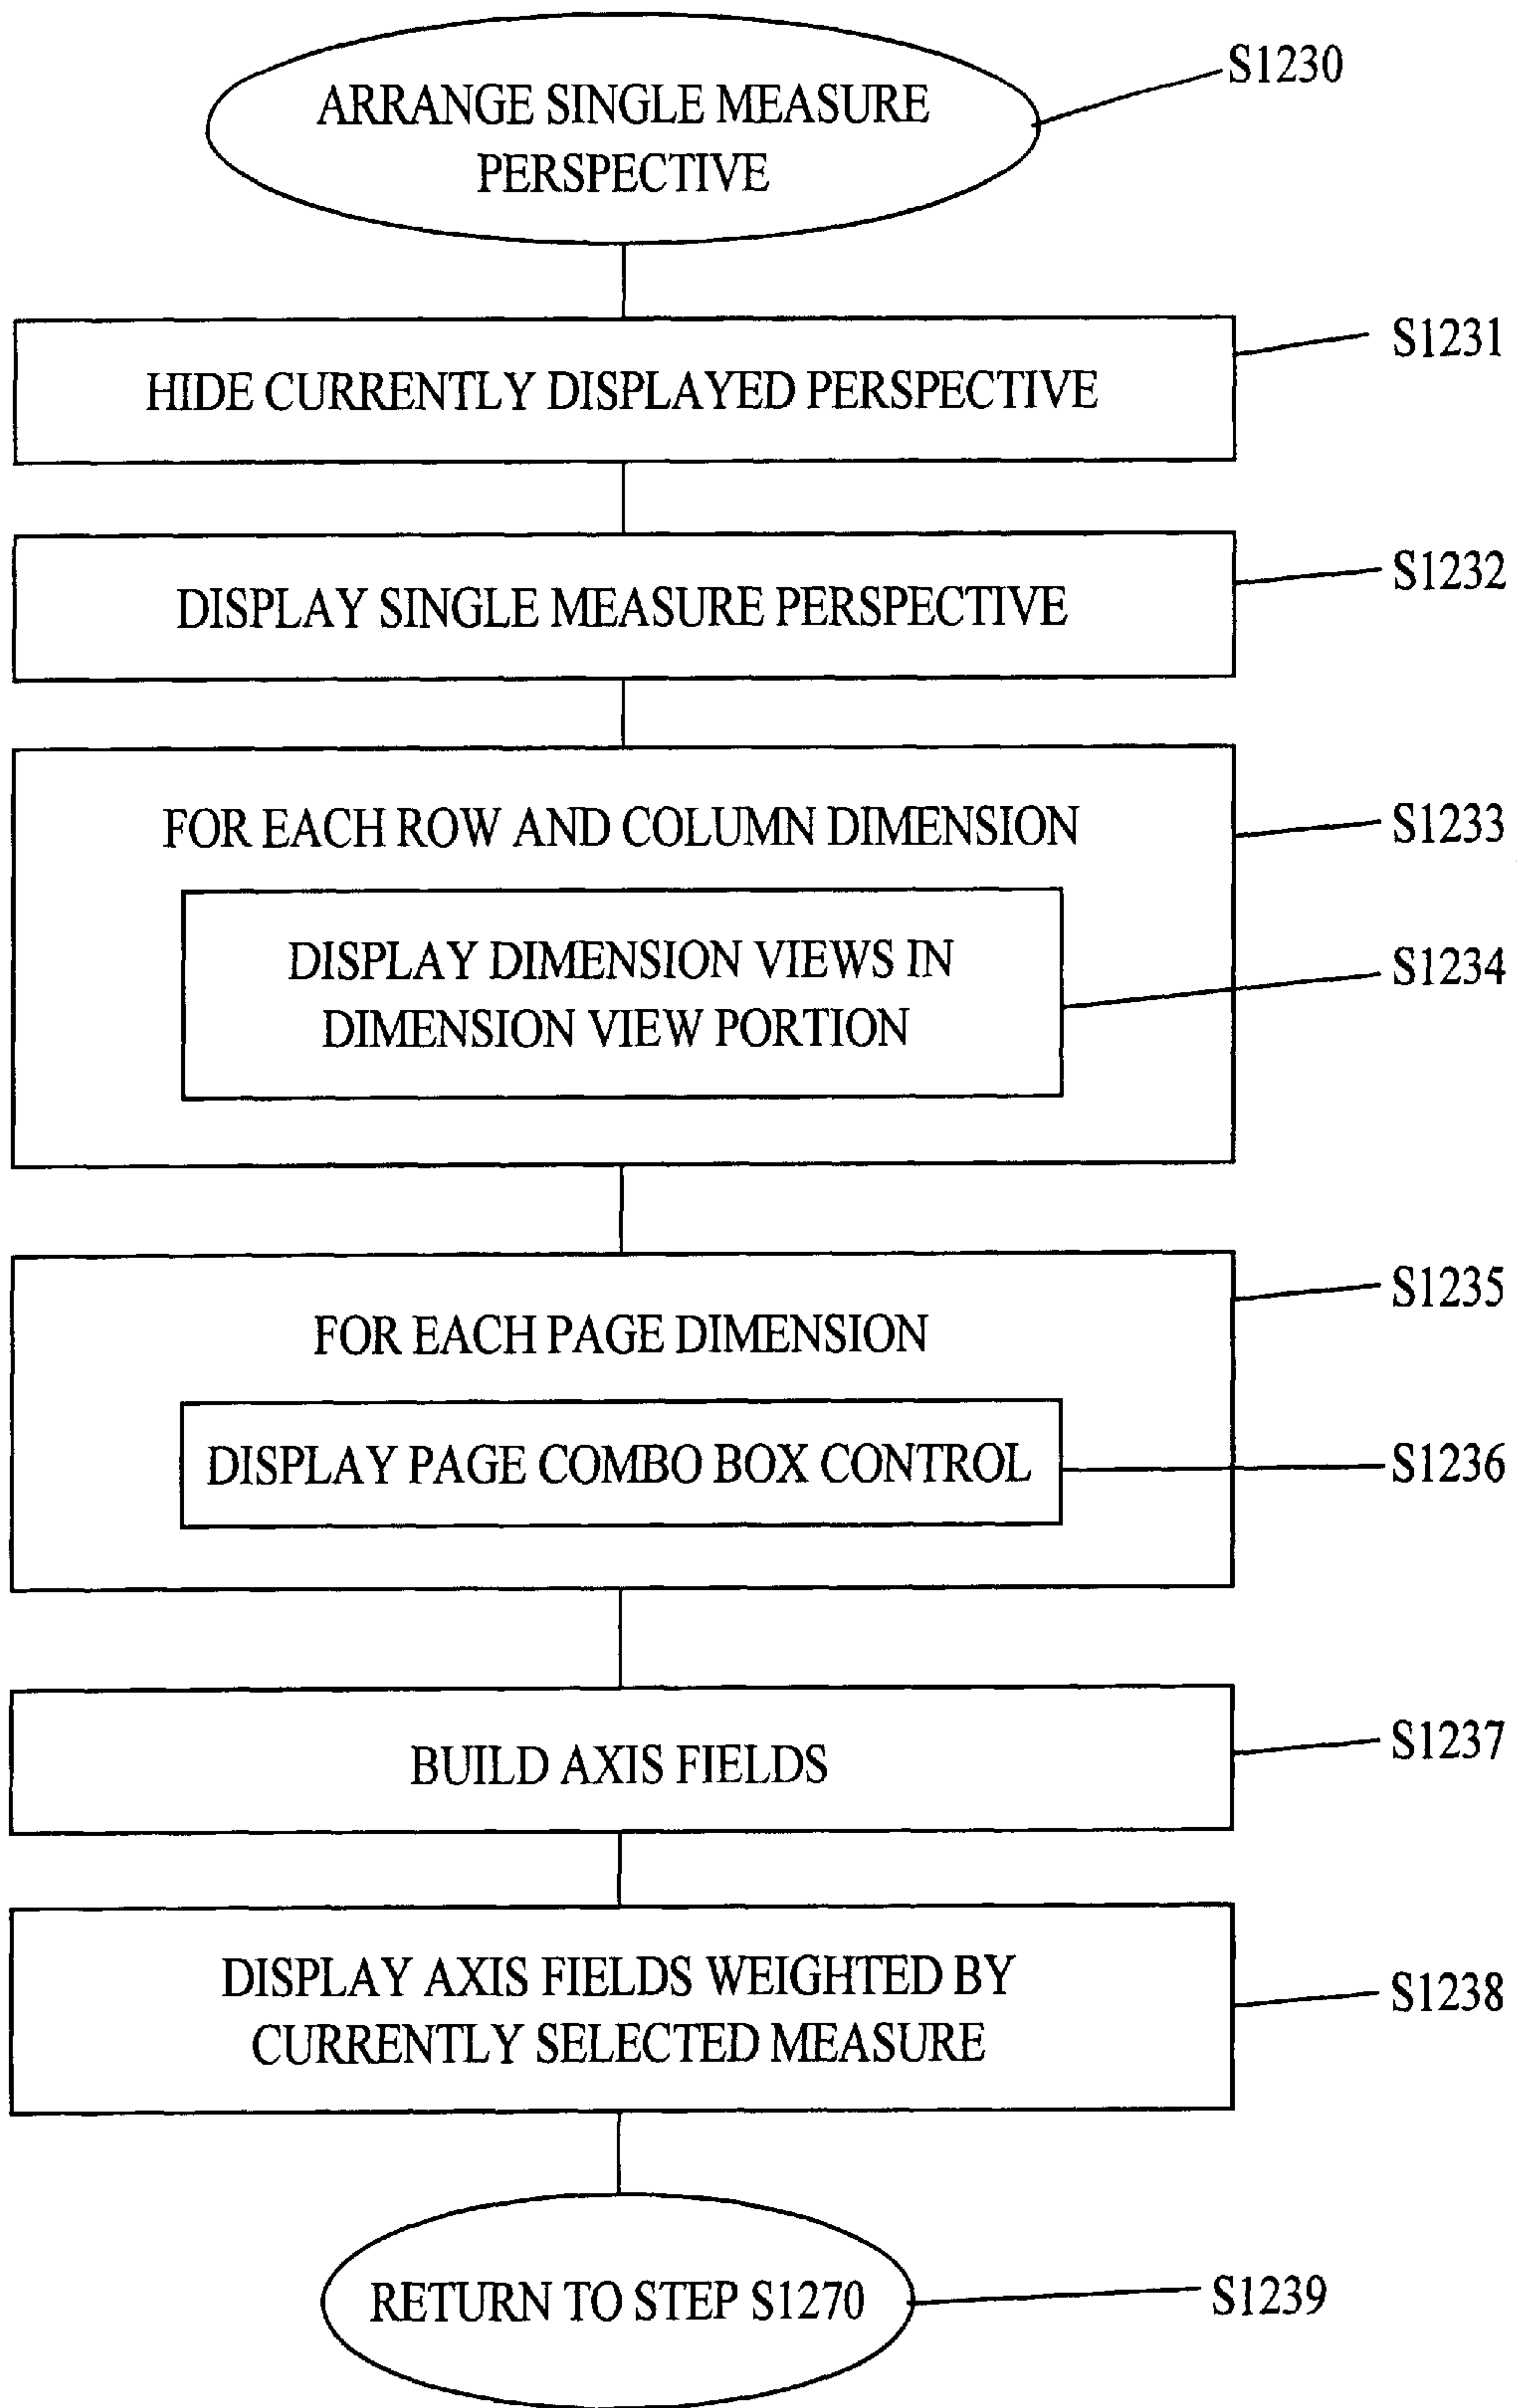 ARRANGE SINGLE MEASURE
PERSPECTIVE
S1230
HIDE CURRENTLY DISPLAYED PERSPECTIVE
S1231
DISPLAY SINGLE MEASURE PERSPECTIVE
S1232
FOR EACH ROW AND COLUMN DIMENSION
S1233
DISPLAY DIMENSION VIEWS IN
DIMENSION VIEW PORTION
S1234
FOR EACH PAGE DIMENSION
S1235
DISPLAY PAGE COMBO BOX CONTROL
S1236
BUILD AXIS FIELDS
S1237
DISPLAY AXIS FIELDS WEIGHTED BY
CURRENTLY SELECTED MEASURE
S1238
RETURN TO STEP S1270
S1239